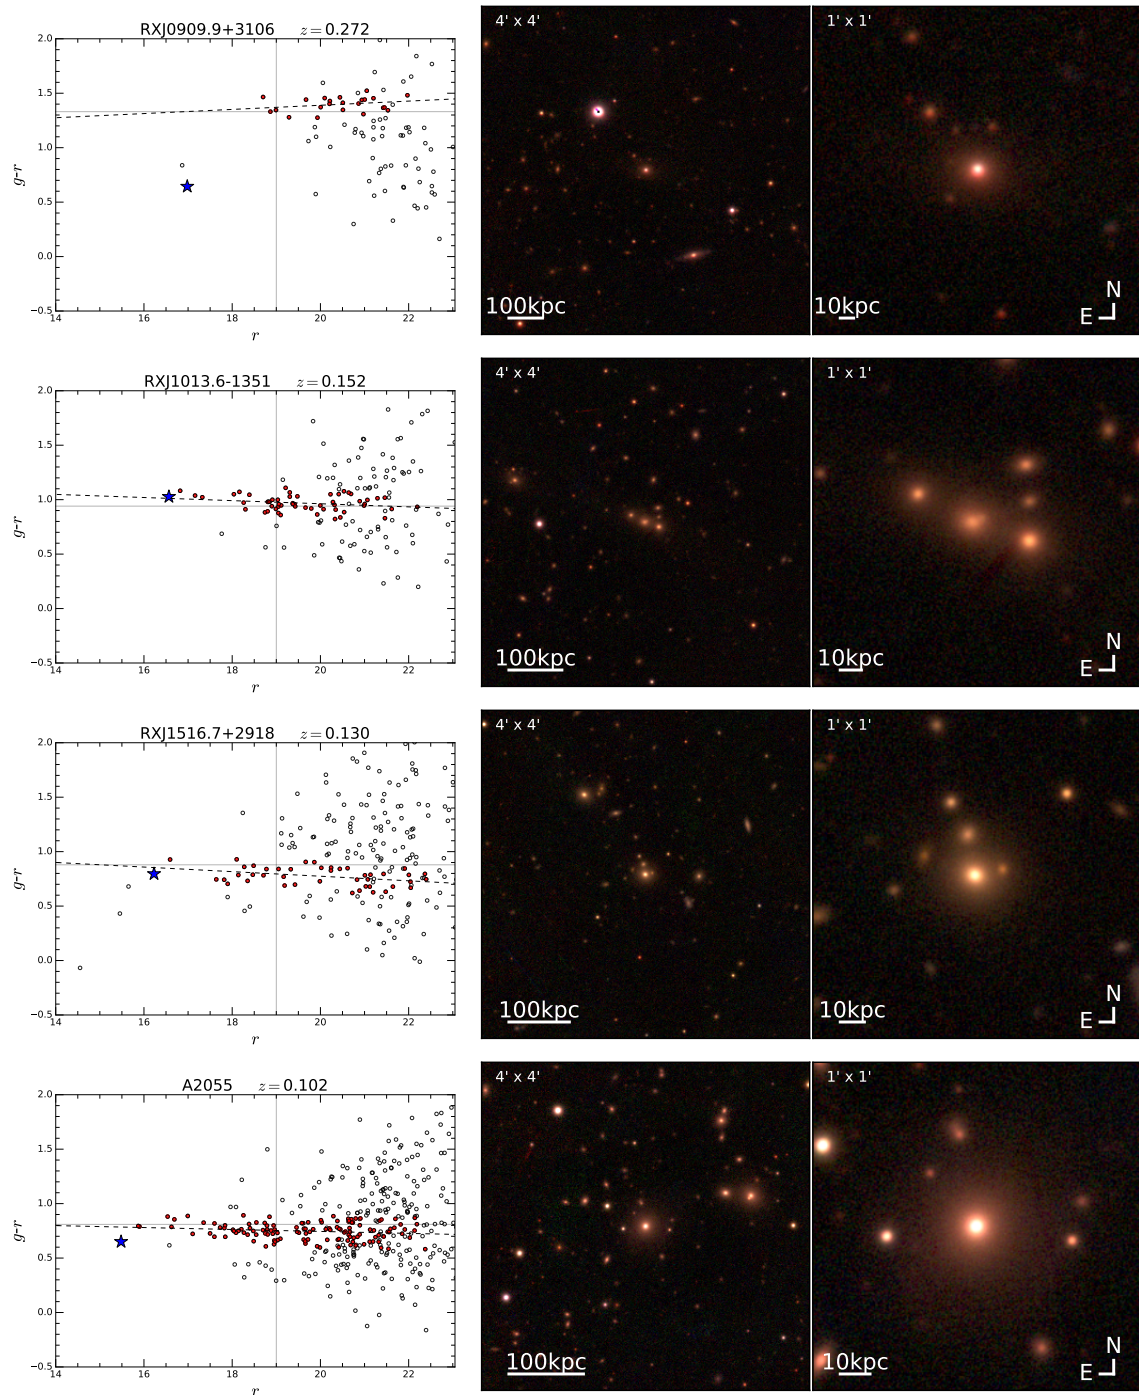 RXJ0909.9+3106 z=0.272
2.0
1.5
1.0
0.5
0.0
−0.5
g-r
14 16 18 20 22
r
4' x 4'
100kpc
1' x 1'
10kpc
N
E
RXJ1013.6-1351 z=0.152
2.0
1.5
1.0
0.5
0.0
−0.5
g-r
14 16 18 20 22
r
4' x 4'
100kpc
1' x 1'
10kpc
N
E
RXJ1516.7+2918 z=0.130
2.0
1.5
1.0
0.5
0.0
−0.5
g-r
14 16 18 20 22
r
4' x 4'
100kpc
1' x 1'
10kpc
N
E
A2055 z=0.102
2.0
1.5
1.0
0.5
0.0
−0.5
g-r
14 16 18 20 22
r
4' x 4'
100kpc
1' x 1'
10kpc
N
E